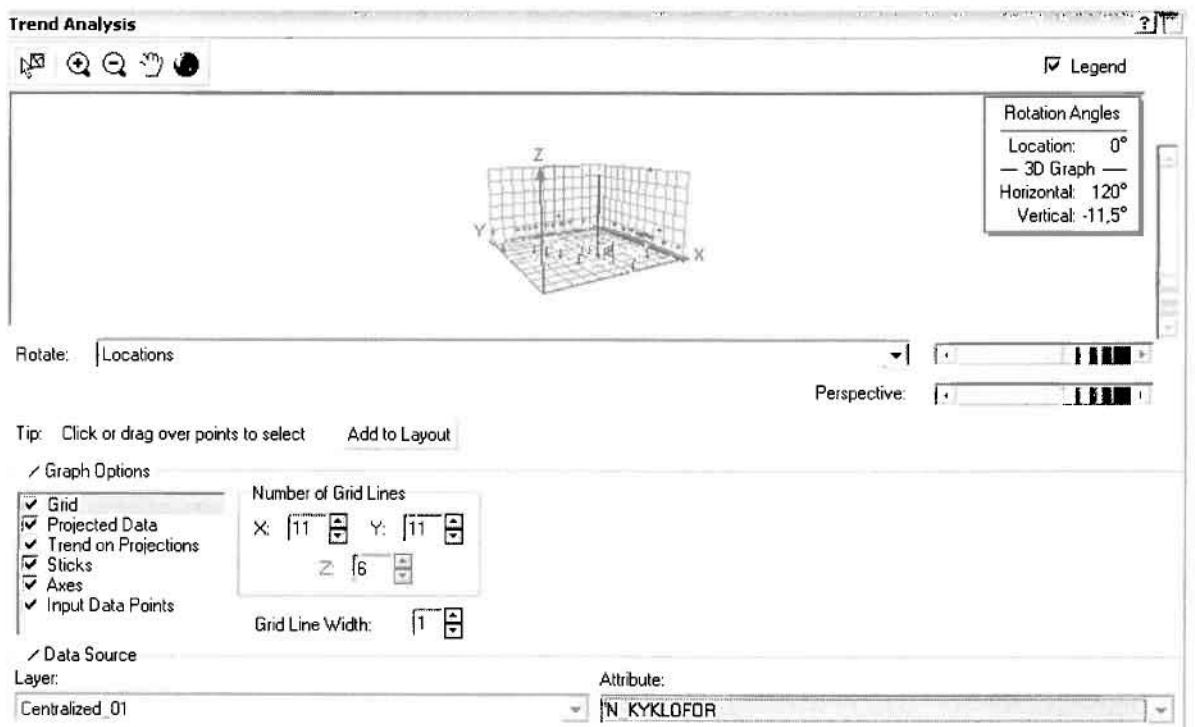 Trend Analysis
?
Legend
Rotation Angles
Location: 0°
— 3D Graph —
Horizontal: 120°
Vertical: -11,5°
Z
Y
X
Rotate: Locations
Perspective:
Tip: Click or drag over points to select Add to Layout
Graph Options
Grid
Projected Data
Trend on Projections
Sticks
Axes
Input Data Points
Number of Grid Lines
X: 11 Y: 11
Z: 6
Grid Line Width: 1
Data Source
Layer: Attribute:
Centralized_01 N_KYKLOFOR